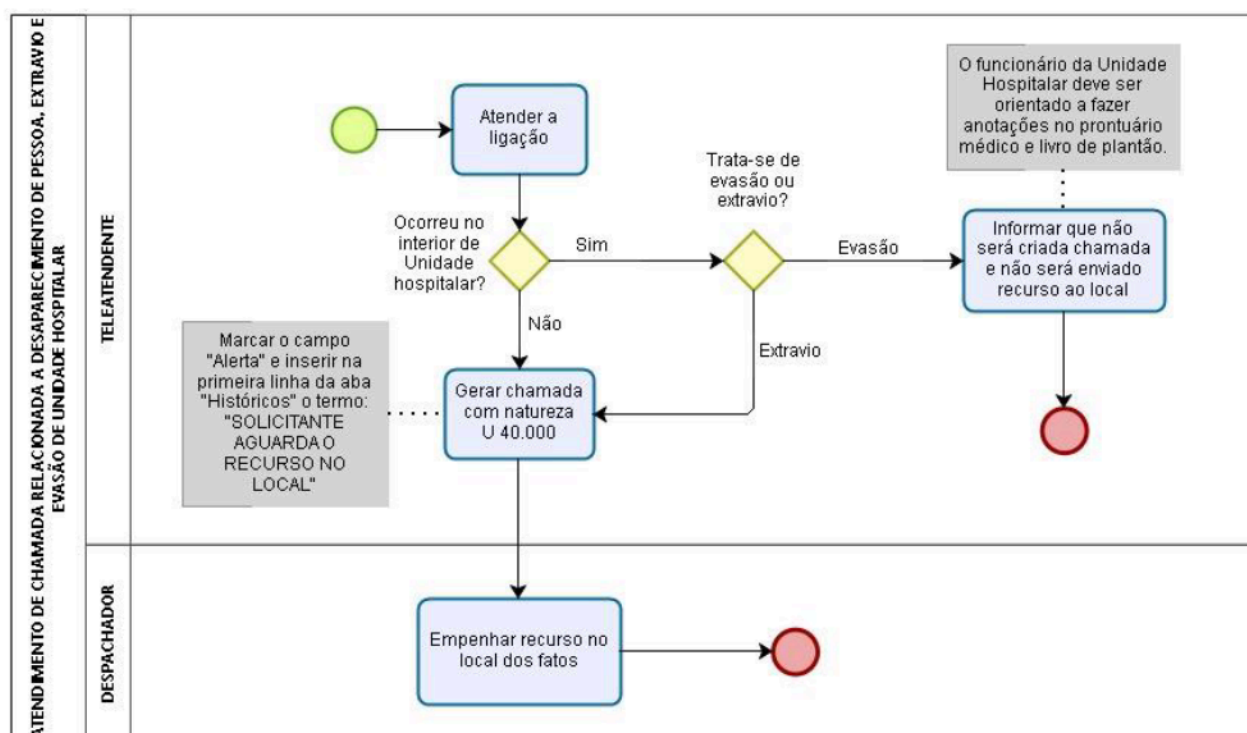 ATENDIMENTO DE CHAMADA RELACIONADA A DESAPARECIMENTO DE PESSOA, EXTRAVIO E
EVASÃO DE UNIDADE HOSPITALAR
TELEATENDENTE
Atender a
ligação
Ocorreu no
interior de
Unidade
hospitalar?
Sim
Não
Trata-se de
evasão ou
extravio?
Evasão
Extravio
O funcionário da Unidade
Hospitalar deve ser
orientado a fazer
anotações no prontuário
médico e livro de plantão.
Informar que não
será criada chamada
e não será enviado
recurso ao local
Marcar o campo
"Alerta" e inserir na
primeira linha da aba
"Históricos" o termo:
"SOLICITANTE
AGUARDA O
RECURSO NO
LOCAL"
Gerar chamada
com natureza
U 40.000
DESPACHADOR
Empenhar recurso no
local dos fatos